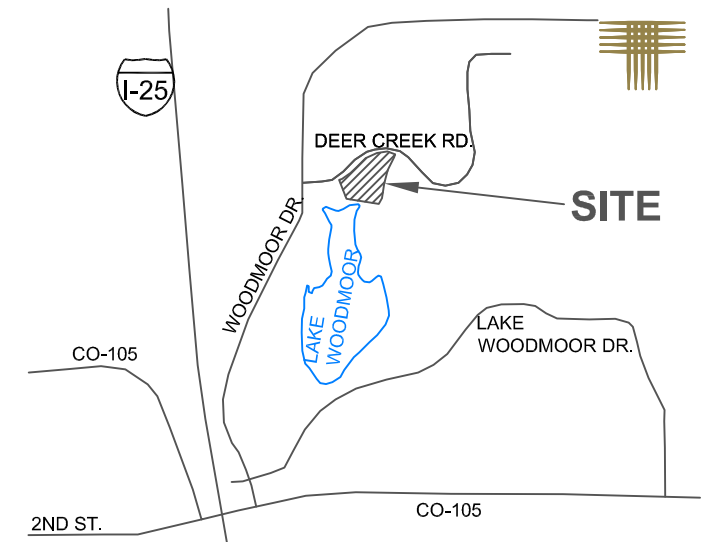 I-25
DEER CREEK RD.
SITE
WOODMOOR DR.
LAKE
WOODMOOR
LAKE
WOODMOOR DR.
CO-105
CO-105
2ND ST.